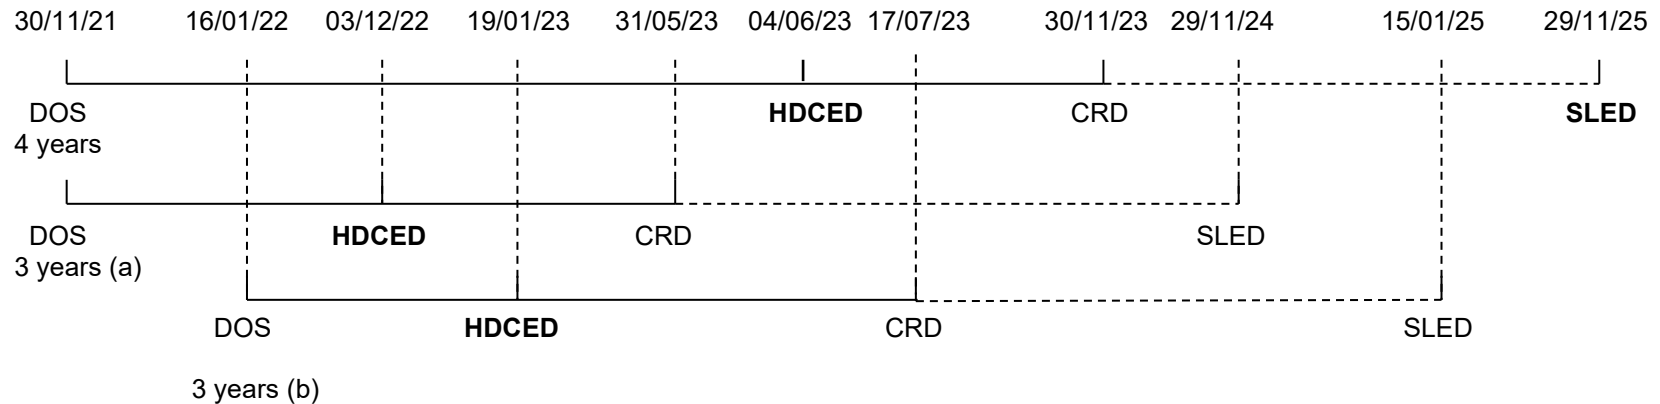 30/11/21 16/01/22 03/12/22 19/01/23 31/05/23 04/06/23 17/07/23 30/11/23 29/11/24 15/01/25 29/11/25
DOS HDCED CRD SLED
4 years
DOS HDCED CRD SLED
3 years (a)
DOS HDCED CRD SLED
3 years (b)